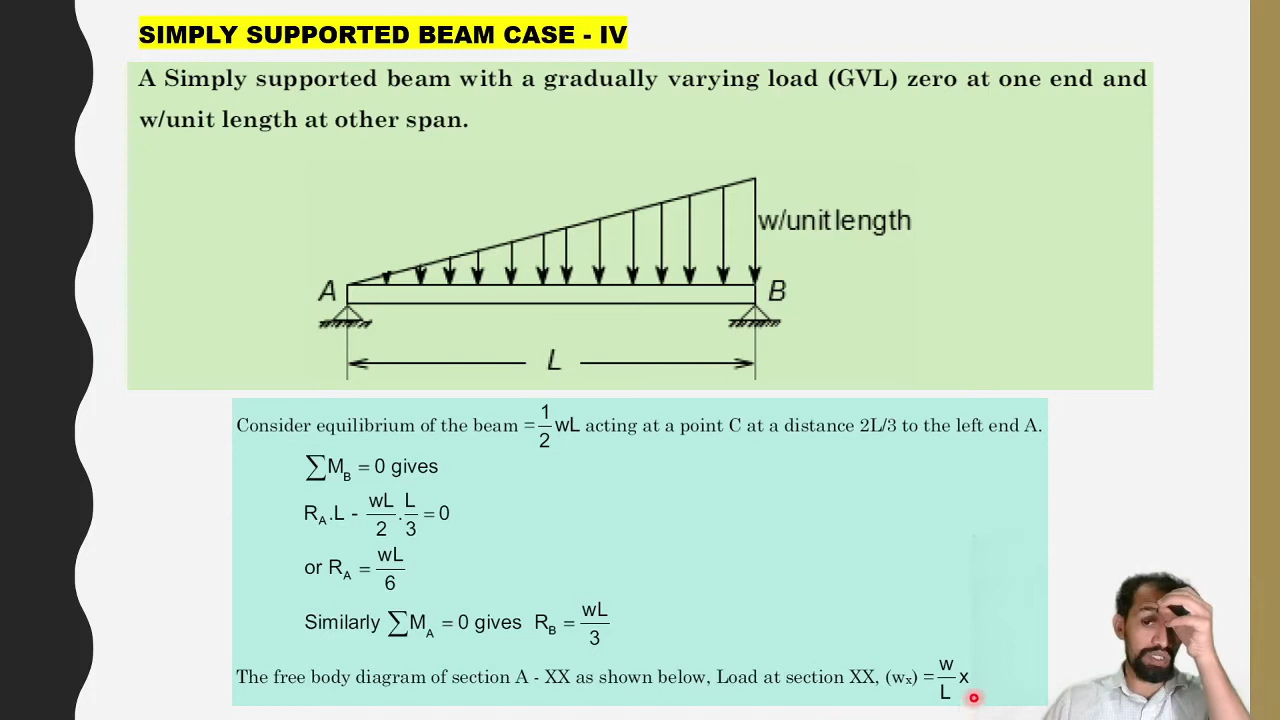 SIMPLY SUPPORTED BEAM CASE - IV
A Simply supported beam with a gradually varying load (GVL) zero at one end and
w/unit length at other span.
w/unit length
A
B
L
Consider equilibrium of the beam = 1/2 wL acting at a point C at a distance 2L/3 to the left end A.
∑M_B = 0 gives
R_A.L - wL/2 . L/3 = 0
or R_A = wL/6
Similarly ∑M_A = 0 gives R_B = wL/3
The free body diagram of section A - XX as shown below, Load at section XX, (wₓ) = w/L x